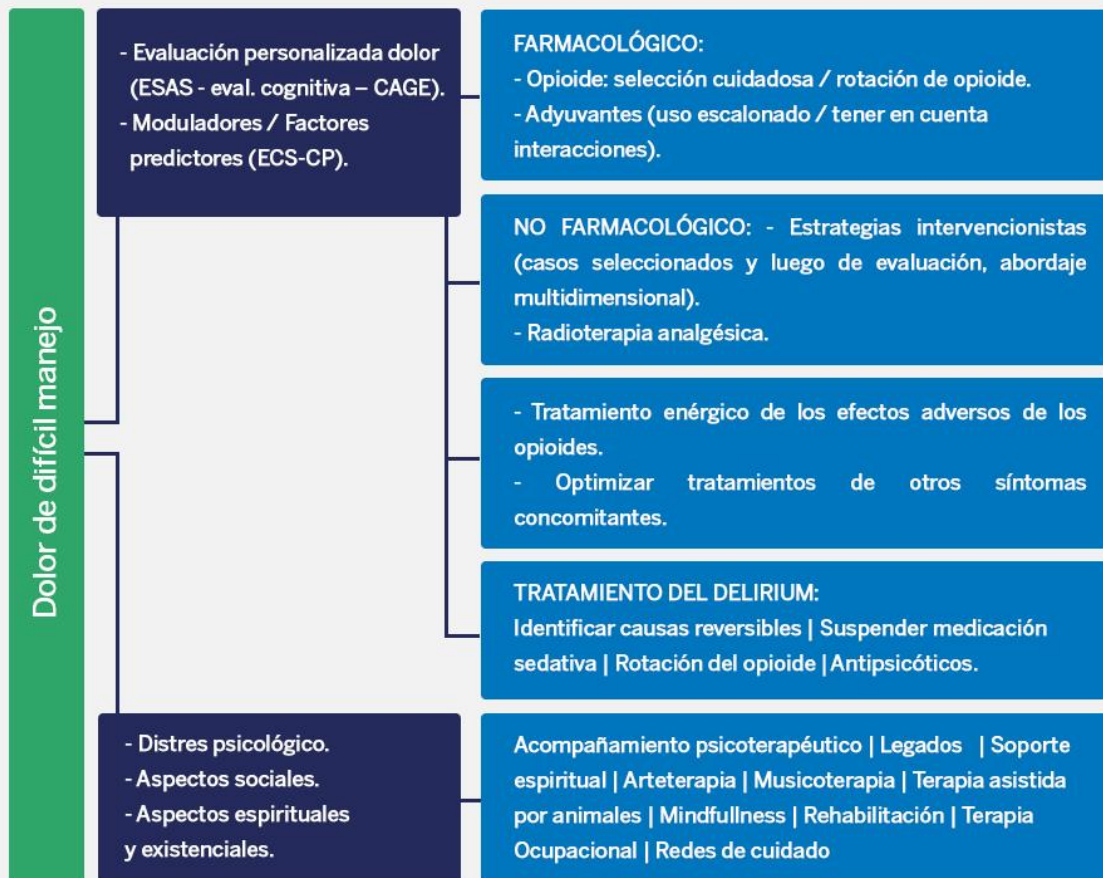 Dolor de difícil manejo
- Evaluación personalizada dolor
(ESAS - eval. cognitiva – CAGE).
- Moduladores / Factores
predictores (ECS-CP).
FARMACOLÓGICO:
- Opioide: selección cuidadosa / rotación de opioide.
- Adyuvantes (uso escalonado / tener en cuenta
interacciones).
NO FARMACOLÓGICO: - Estrategias intervencionistas
(casos seleccionados y luego de evaluación, abordaje
multidimensional).
- Radioterapia analgésica.
- Tratamiento enérgico de los efectos adversos de los
opioides.
- Optimizar tratamientos de otros síntomas
concomitantes.
TRATAMIENTO DEL DELIRIUM:
Identificar causas reversibles | Suspender medicación
sedativa | Rotación del opioide | Antipsicóticos.
- Distres psicológico.
- Aspectos sociales.
- Aspectos espirituales
y existenciales.
Acompañamiento psicoterapéutico | Legados | Soporte
espiritual | Arteterapia | Musicoterapia | Terapia asistida
por animales | Mindfullness | Rehabilitación | Terapia
Ocupacional | Redes de cuidado